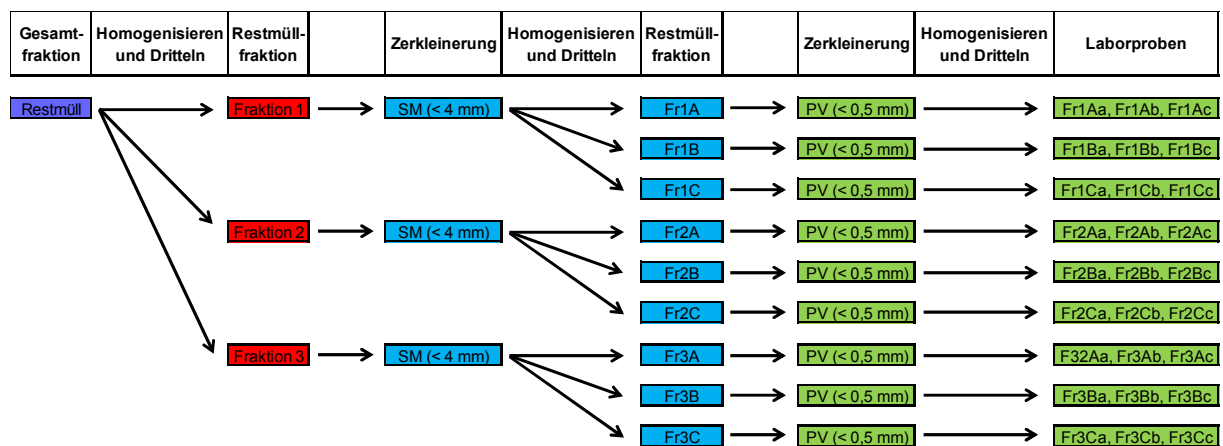 Gesamt-
fraktion
Homogenisieren
und Dritteln
Restmüll-
fraktion
Zerkleinerung
Homogenisieren
und Dritteln
Restmüll-
fraktion
Zerkleinerung
Homogenisieren
und Dritteln
Laborproben
Restmüll Fraktion 1 SM (< 4 mm) Fr1A PV (< 0,5 mm) Fr1Aa, Fr1Ab, Fr1Ac
Fr1B PV (< 0,5 mm) Fr1Ba, Fr1Bb, Fr1Bc
Fr1C PV (< 0,5 mm) Fr1Ca, Fr1Cb, Fr1Cc
Fraktion 2 SM (< 4 mm) Fr2A PV (< 0,5 mm) Fr2Aa, Fr2Ab, Fr2Ac
Fr2B PV (< 0,5 mm) Fr2Ba, Fr2Bb, Fr2Bc
Fr2C PV (< 0,5 mm) Fr2Ca, Fr2Cb, Fr2Cc
Fraktion 3 SM (< 4 mm) Fr3A PV (< 0,5 mm) F32Aa, Fr3Ab, Fr3Ac
Fr3B PV (< 0,5 mm) Fr3Ba, Fr3Bb, Fr3Bc
Fr3C PV (< 0,5 mm) Fr3Ca, Fr3Cb, Fr3Cc